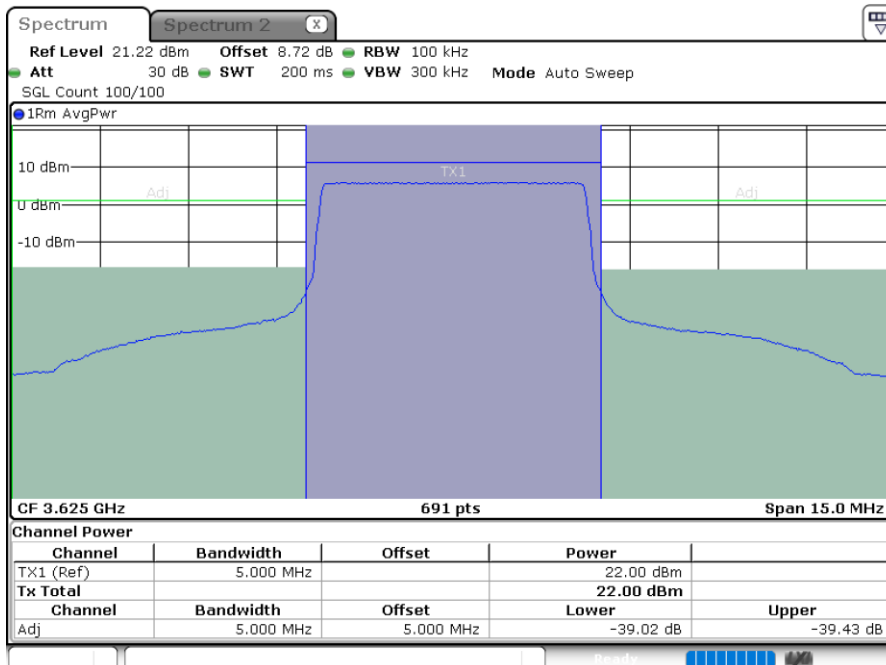 Spectrum Spectrum 2 X
Ref Level 21.22 dBm Offset 8.72 dB RBW 100 kHz
Att 30 dB SWT 200 ms VBW 300 kHz Mode Auto Sweep
SGL Count 100/100
1Rm AvgPwr
10 dBm
TX1
Adj Adj
0 dBm
-10 dBm
CF 3.625 GHz 691 pts Span 15.0 MHz
Channel Power
Channel Bandwidth Offset Power
TX1 (Ref) 5.000 MHz 22.00 dBm
Tx Total 22.00 dBm
Channel Bandwidth Offset Lower Upper
Adj 5.000 MHz 5.000 MHz -39.02 dB -39.43 dB
Ready